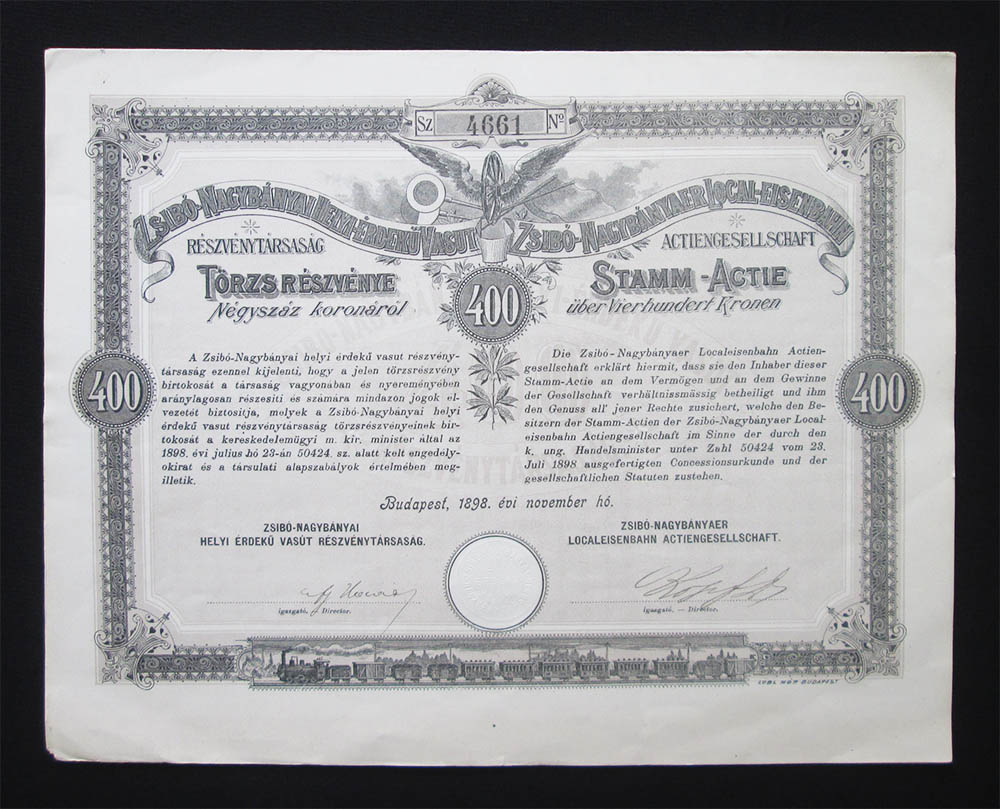 Sz 4661 No
ZSIBÓ-NAGYBÁNYAI HELYI-ÉRDEKŰ VASUT
RÉSZVÉNYTÁRSASÁG
TÖRZSRÉSZVÉNYE
Négyszáz koronáról
ZSIBÓ-NAGYBÁNYAER LOCAL-EISENBAHN
ACTIENGESELLSCHAFT
STAMM-ACTIE
über Vierhundert Kronen
400
400
400
A Zsibó-Nagybányai helyi érdekű vasut részvény-
társaság ezennel kijelenti, hogy a jelen törzsrészvény
birtokosát a társaság vagyonában és nyereményében
aránylagosan részesiti és számára mindazon jogok él-
vezetét biztositja, melyek a Zsibó-Nagybányai helyi
érdekű vasut részvénytársaság törzsrészvényeinek bir-
tokosát a kereskedelemügyi m. kir. minister által az
1898. évi julius hó 23-án 50424. sz. alatt kelt engedély-
okirat és a társulati alapszabályok értelmében meg-
illetik.
Die Zsibó-Nagybányaer Localeisenbahn Actien-
gesellschaft erklärt hiermit, dass sie den Inhaber dieser
Stamm-Actie an dem Vermögen und an dem Gewinne
der Gesellschaft verhältnissmässig betheiligt und ihm
den Genuss all' jener Rechte zusichert, welche den Be-
sitzern der Stamm-Actien der Zsibó-Nagybányaer Local-
eisenbahn Actiengesellschaft im Sinne der durch den
k. ung. Handelsminister unter Zahl 50424 vom 23.
Juli 1898 ausgefertigten Concessionsurkunde und der
gesellschaftlichen Statuten zustehen.
Budapest, 1898. évi november hó.
ZSIBÓ-NAGYBÁNYAI
HELYI ÉRDEKŰ VASÚT RÉSZVÉNYTÁRSASÁG.
igazgató. — Director.
ZSIBÓ-NAGYBÁNYAER
LOCALEISENBAHN ACTIENGESELLSCHAFT.
igazgató. — Director.
BUDAPEST